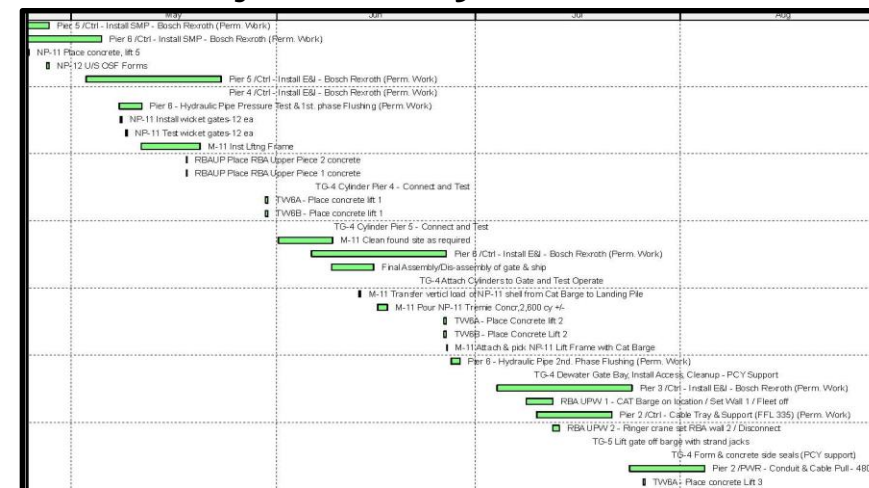 May Jun Jul Aug
Pier 5 /Ctrl - Install SMP - Bosch Rexroth (Perm. Work)
Pier 6 /Ctrl - Install SMP - Bosch Rexroth (Perm. Work)
NP-11 Place concrete, lift 5
NP-12 U/S OSF Forms
Pier 5 /Ctrl - Install E&I - Bosch Rexroth (Perm. Work)
Pier 4 /Ctrl - Install E&I - Bosch Rexroth (Perm. Work)
Pier 6 - Hydraulic Pipe Pressure Test & 1st. phase Flushing (Perm. Work)
NP-11 Install wicket gates-12 ea
NP-11 Test wicket gates-12 ea
M-11 Inst Lftng Frame
RBAUP Place RBA Upper Piece 2 concrete
RBAUP Place RBA Upper Piece 1 concrete
TG-4 Cylinder Pier 4 - Connect and Test
TW6A - Place concrete lift 1
TW6B - Place concrete lift 1
TG-4 Cylinder Pier 5 - Connect and Test
M-11 Clean found site as required
Pier 6 /Ctrl - Install E&I - Bosch Rexroth (Perm. Work)
Final Assembly/Dis-assembly of gate & ship
TG-4 Attach Cylinders to Gate and Test Operate
M-11 Transfer verticl load of NP-11 shell from Cat Barge to Landing Pile
M-11 Pour NP-11 Tremie Concr,2,600 cy +/-
TW6A - Place Concrete lift 2
TW6B - Place Concrete Lift 2
M-11 Attach & pick NP-11 Lift Frame with Cat Barge
Pier 6 - Hydraulic Pipe 2nd. Phase Flushing (Perm. Work)
TG-4 Dewater Gate Bay, Install Access, Cleanup - PCY Support
Pier 3 /Ctrl - Install E&I - Bosch Rexroth (Perm. Work)
RBA UPW 1 - CAT Barge on location / Set Wall 1 / Fleet off
Pier 2 /Ctrl - Cable Tray & Support (FFL 335) (Perm. Work)
RBA UPW 2 - Ringer crane set RBA wall 2 / Disconnect
TG-5 Lift gate off barge with strand jacks
TG-4 Form & concrete side seals (PCY support)
Pier 2 /PWR - Conduit & Cable Pull - 480
TW6A - Place concrete Lift 3